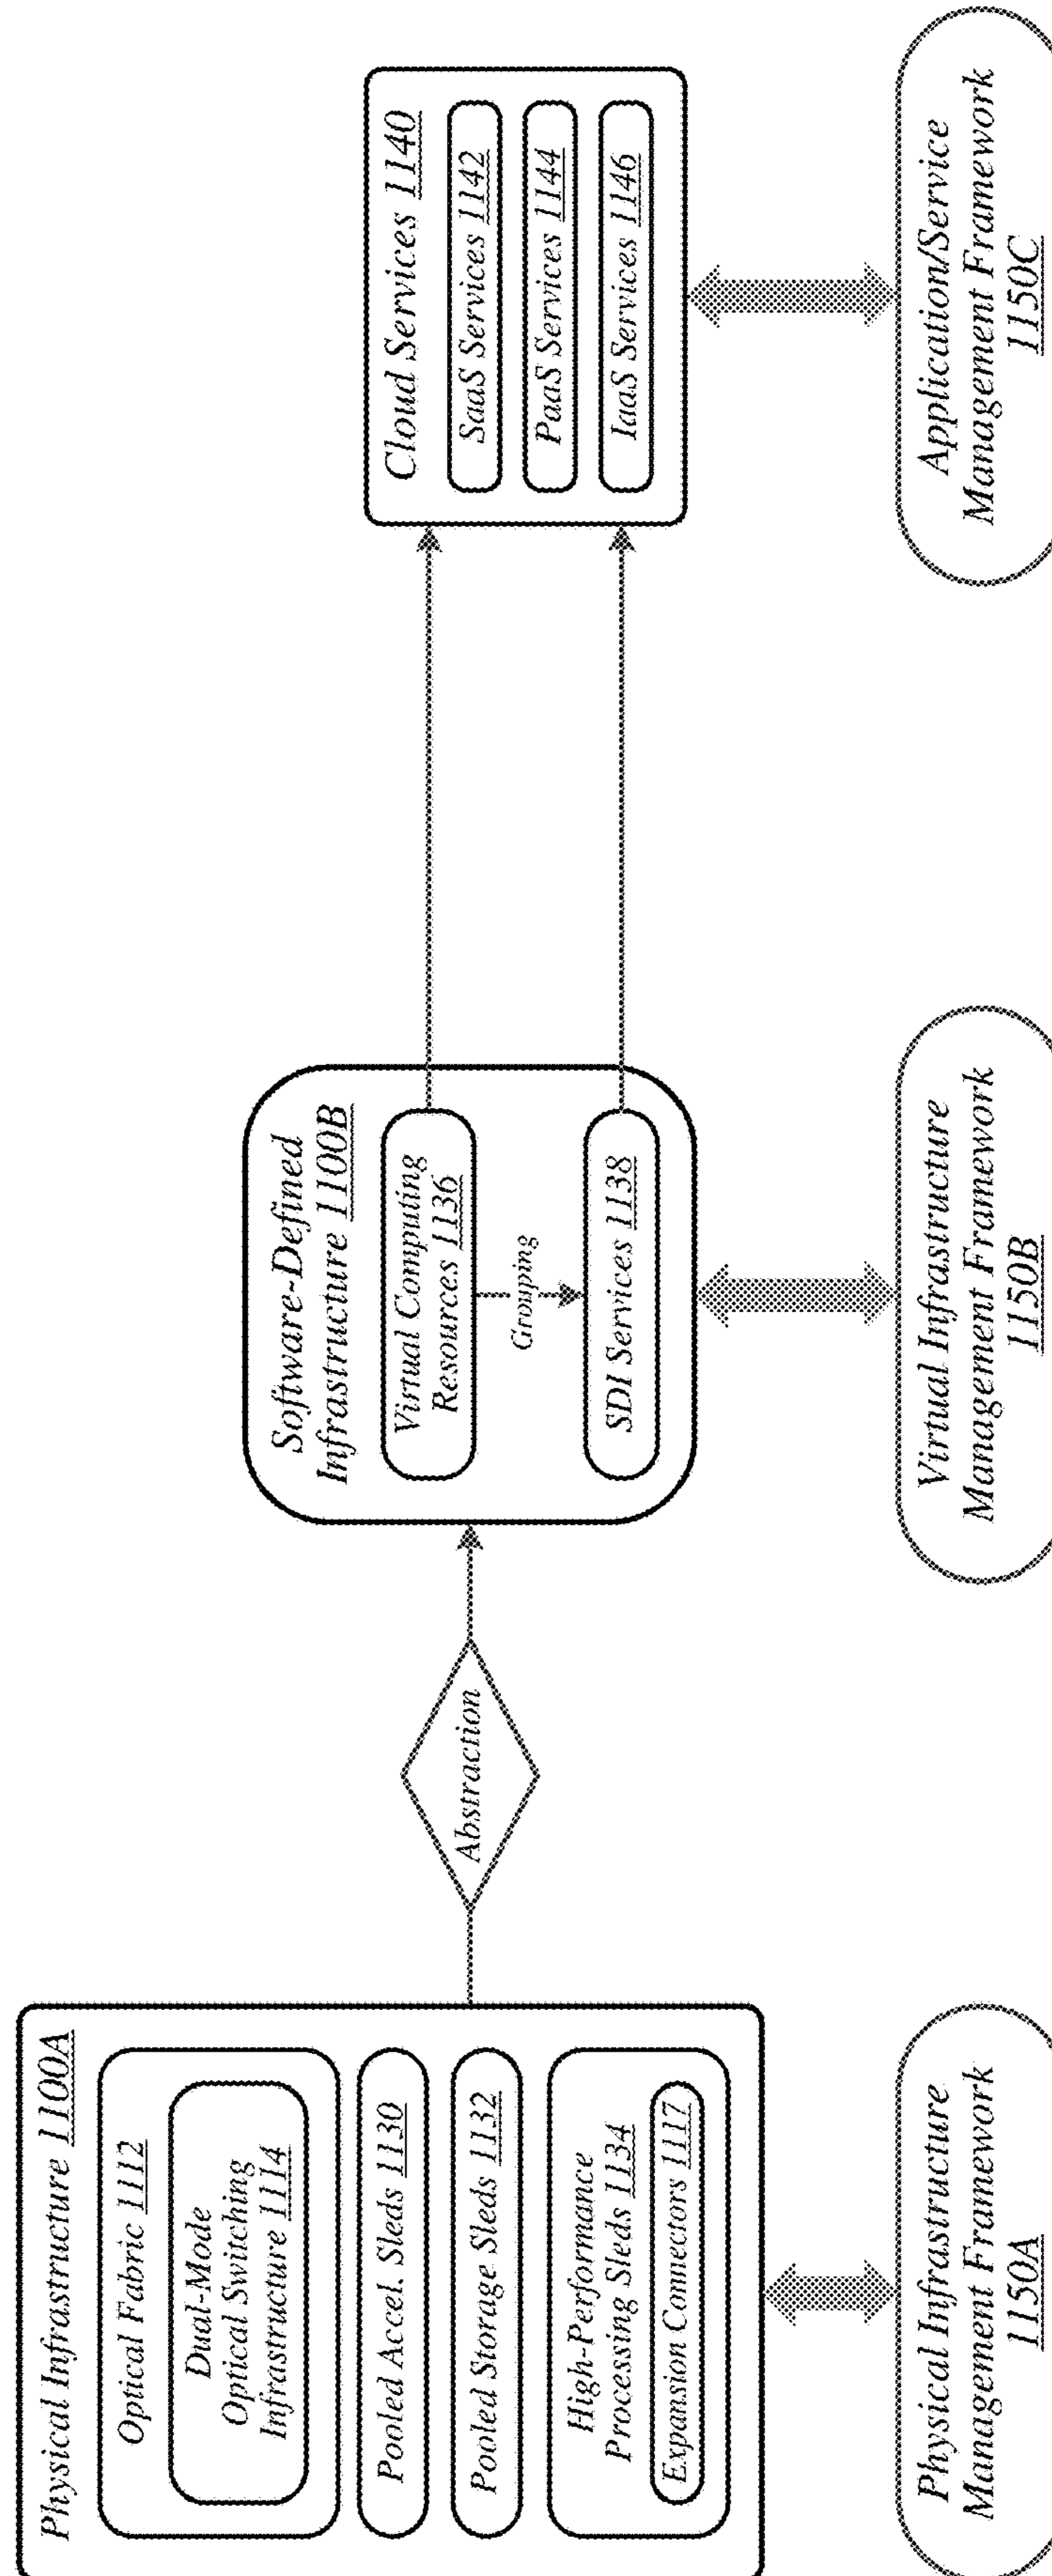 Physical Infrastructure 1100A
Optical Fabric 1112
Dual-Mode
Optical Switching
Infrastructure 1114
Pooled Accel. Sleds 1130
Pooled Storage Sleds 1132
High-Performance
Processing Sleds 1134
Expansion Connectors 1117
Physical Infrastructure
Management Framework
1150A
Abstraction
Software-Defined
Infrastructure 1100B
Virtual Computing
Resources 1136
Grouping
SDI Services 1138
Virtual Infrastructure
Management Framework
1150B
Cloud Services 1140
SaaS Services 1142
PaaS Services 1144
IaaS Services 1146
Application/Service
Management Framework
1150C